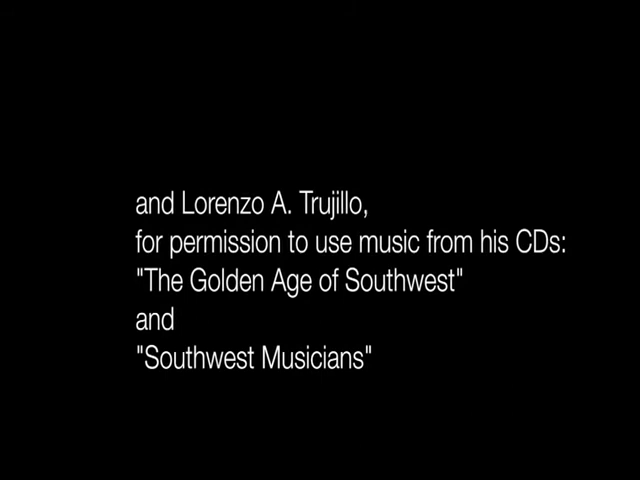 and Lorenzo A. Trujillo,
for permission to use music from his CDs:
"The Golden Age of Southwest"
and
"Southwest Musicians"